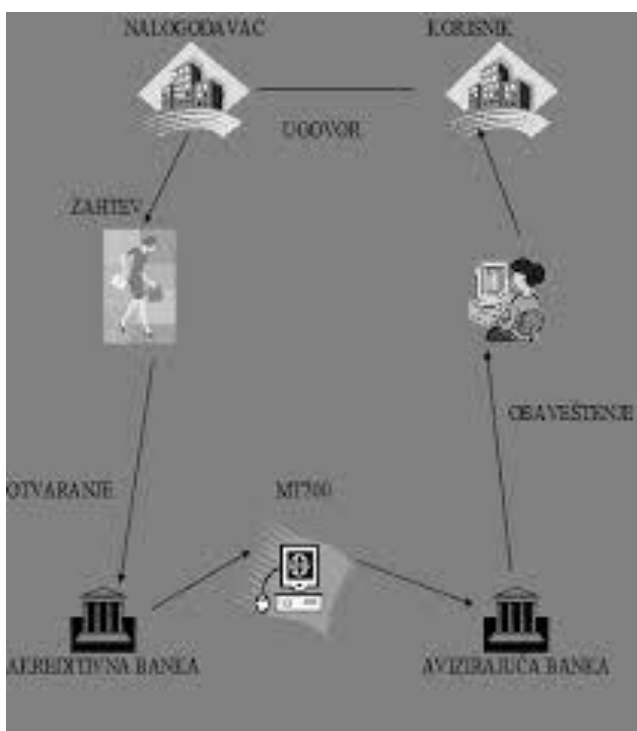 NALOGODAVAC
KORISNIK
UGOVOR
ZAHTEV
OBAVEŠTENJE
OTVARANJE
MT700
AKREDITIVNA BANKA
AVIZIRAJUĆA BANKA